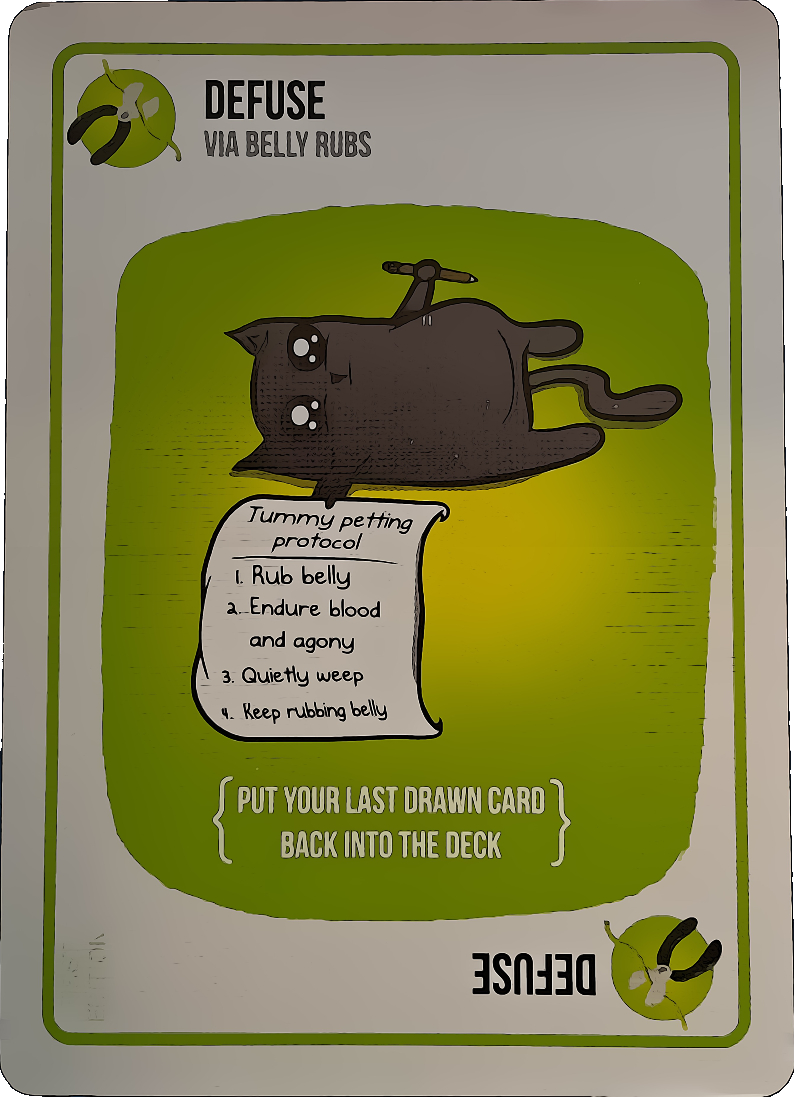 DEFUSE
VIA BELLY RUBS
Tummy petting
protocol
1. Rub belly
2. Endure blood
and agony
3. Quietly weep
4. Keep rubbing belly
{PUT YOUR LAST DRAWN CARD
BACK INTO THE DECK}
DEFUSE